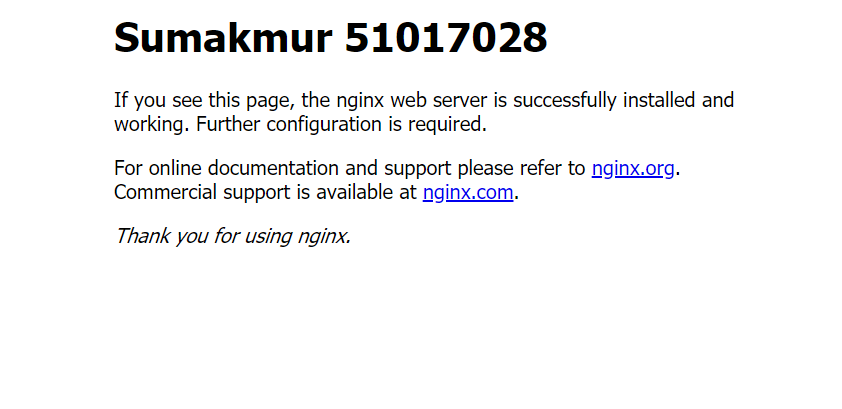 Sumakmur 51017028
If you see this page, the nginx web server is successfully installed and
working. Further configuration is required.
For online documentation and support please refer to nginx.org.
Commercial support is available at nginx.com.
Thank you for using nginx.